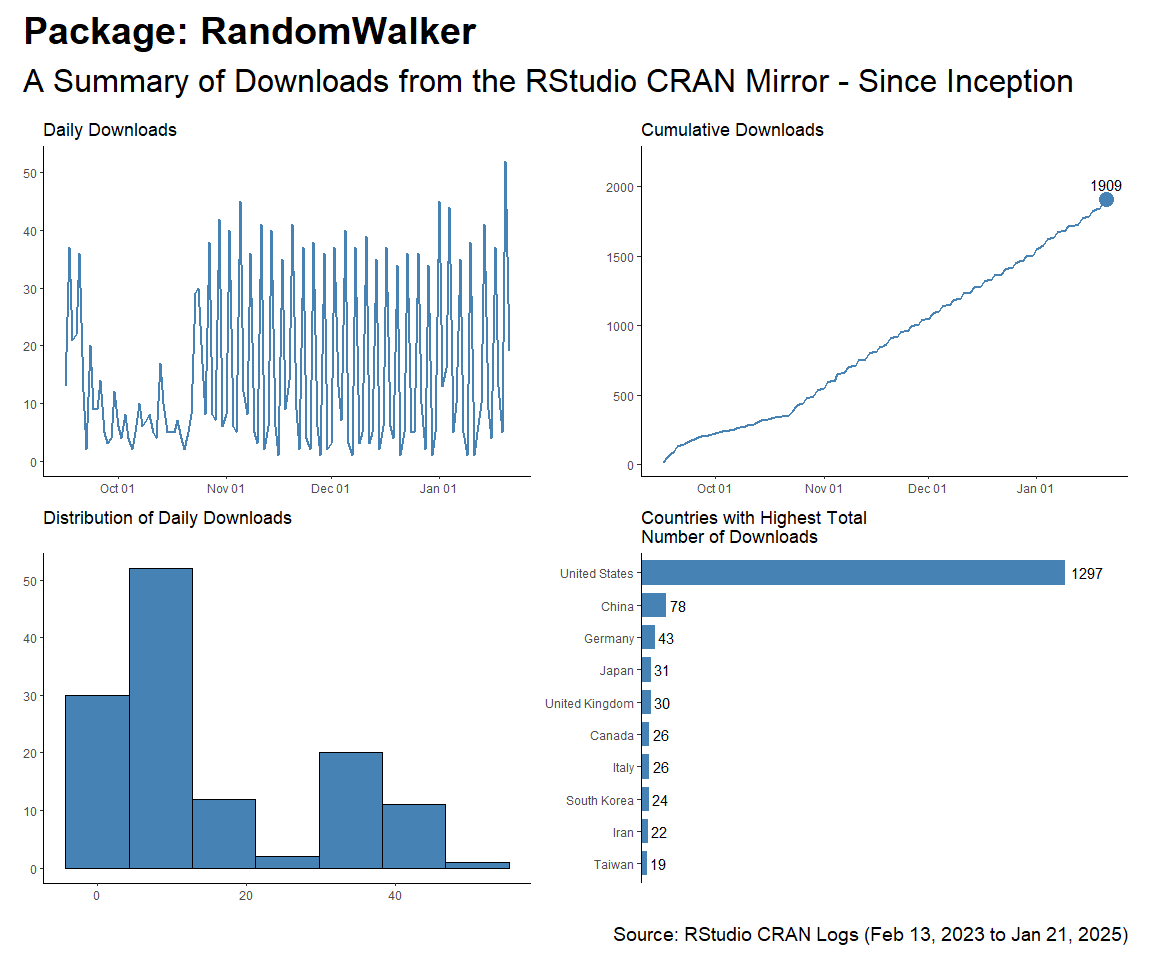 Package: RandomWalker
A Summary of Downloads from the RStudio CRAN Mirror - Since Inception
Daily Downloads
50
40
30
20
10
0
Oct 01 Nov 01 Dec 01 Jan 01
Cumulative Downloads
2000
1500
1000
500
0
1909
Oct 01 Nov 01 Dec 01 Jan 01
Distribution of Daily Downloads
50
40
30
20
10
0
0 20 40
Countries with Highest Total
Number of Downloads
United States 1297
China 78
Germany 43
Japan 31
United Kingdom 30
Canada 26
Italy 26
South Korea 24
Iran 22
Taiwan 19
Source: RStudio CRAN Logs (Feb 13, 2023 to Jan 21, 2025)